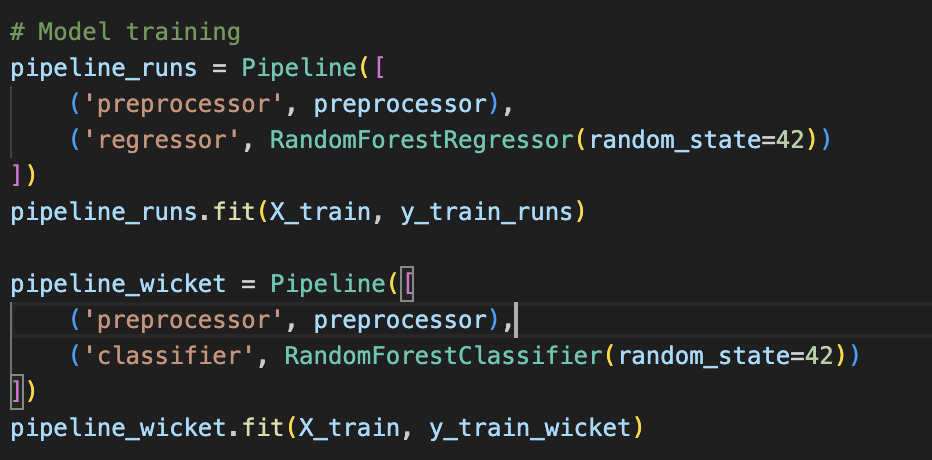 # Model training
pipeline_runs = Pipeline([
    ('preprocessor', preprocessor),
    ('regressor', RandomForestRegressor(random_state=42))
])
pipeline_runs.fit(X_train, y_train_runs)

pipeline_wicket = Pipeline([
    ('preprocessor', preprocessor),
    ('classifier', RandomForestClassifier(random_state=42))
])
pipeline_wicket.fit(X_train, y_train_wicket)